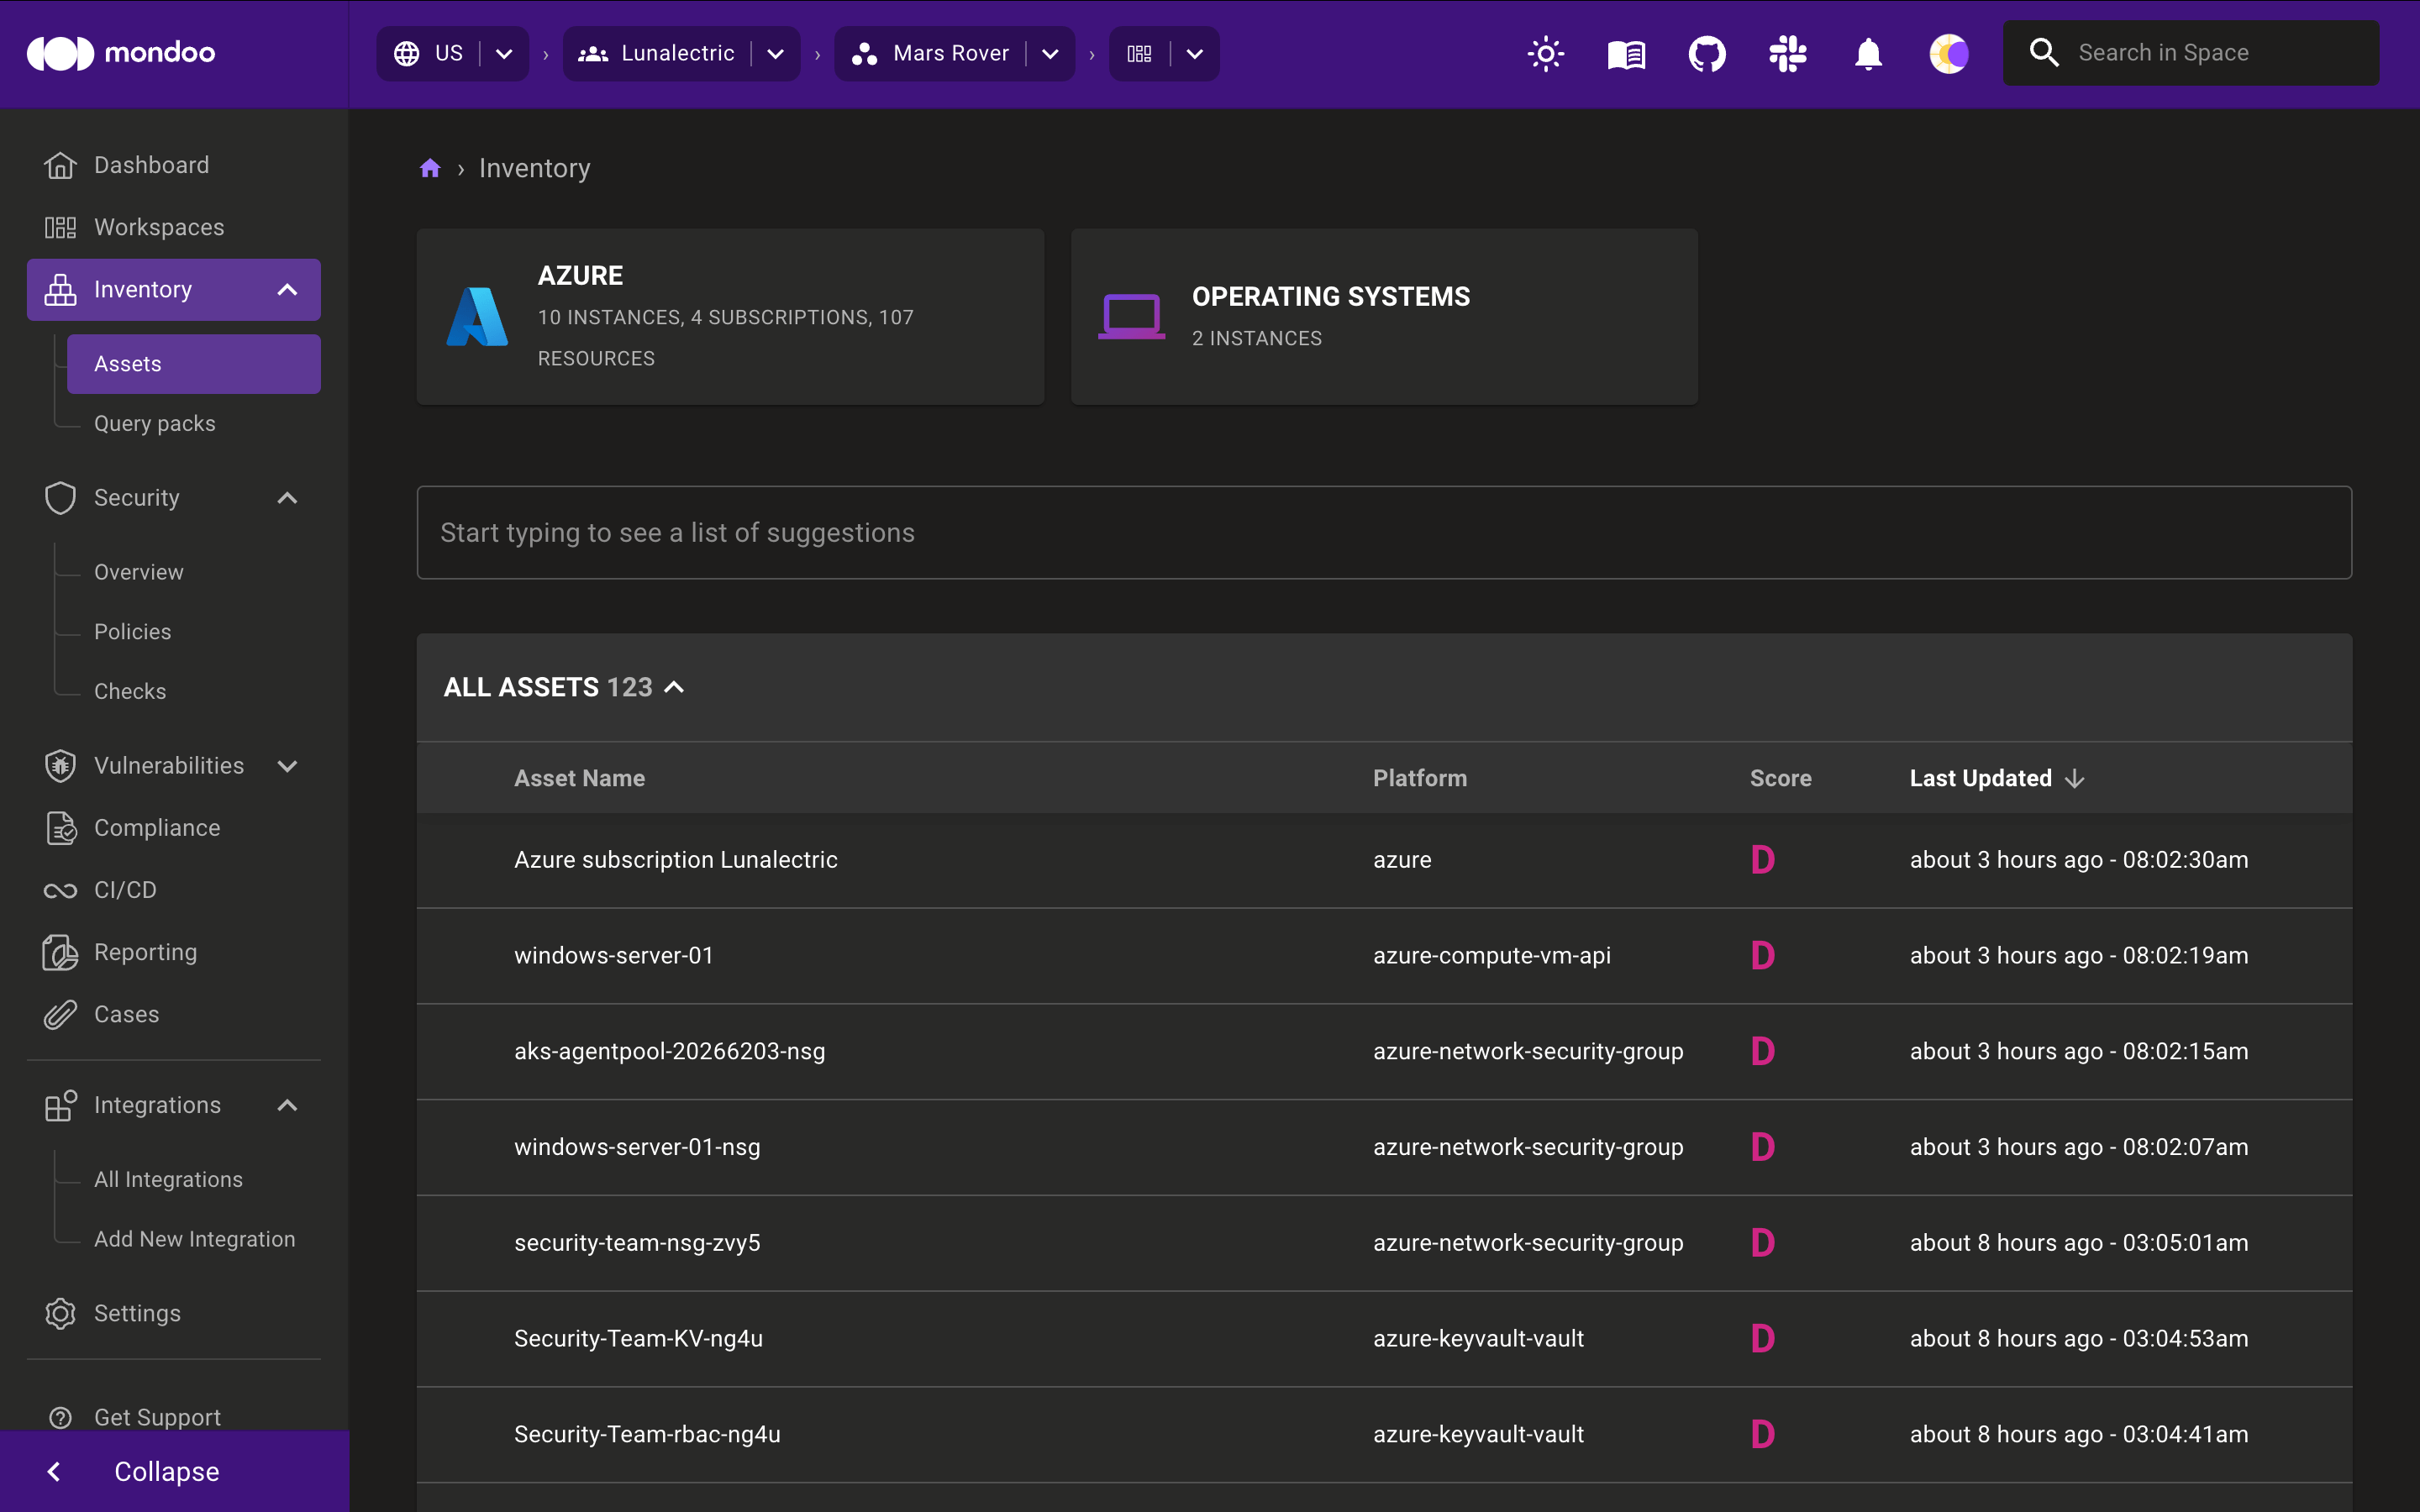 mondoo
US
Lunalectric
Mars Rover
Search in Space
Dashboard
Workspaces
Inventory
Assets
Query packs
Security
Overview
Policies
Checks
Vulnerabilities
Compliance
CI/CD
Reporting
Cases
Integrations
All Integrations
Add New Integration
Settings
Get Support
Collapse
› Inventory
AZURE
10 INSTANCES, 4 SUBSCRIPTIONS, 107
RESOURCES
OPERATING SYSTEMS
2 INSTANCES
Start typing to see a list of suggestions
ALL ASSETS 123
Asset Name Platform Score Last Updated
Azure subscription Lunalectric azure D about 3 hours ago - 08:02:30am
windows-server-01 azure-compute-vm-api D about 3 hours ago - 08:02:19am
aks-agentpool-20266203-nsg azure-network-security-group D about 3 hours ago - 08:02:15am
windows-server-01-nsg azure-network-security-group D about 3 hours ago - 08:02:07am
security-team-nsg-zvy5 azure-network-security-group D about 8 hours ago - 03:05:01am
Security-Team-KV-ng4u azure-keyvault-vault D about 8 hours ago - 03:04:53am
Security-Team-rbac-ng4u azure-keyvault-vault D about 8 hours ago - 03:04:41am